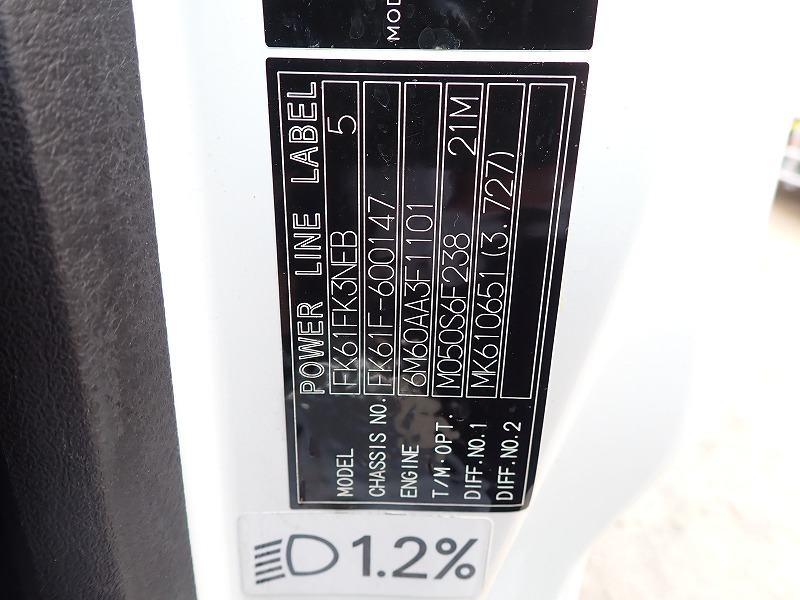 MOD
POWER LINE LABEL
MODEL FK61FK3NEB 5
CHASSIS NO. FK61F-600147
ENGINE 6M60AA3F1101
T/M·OPT. M050S6F238 21M
DIFF.NO.1 MK610651(3.727)
DIFF.NO.2
1.2%